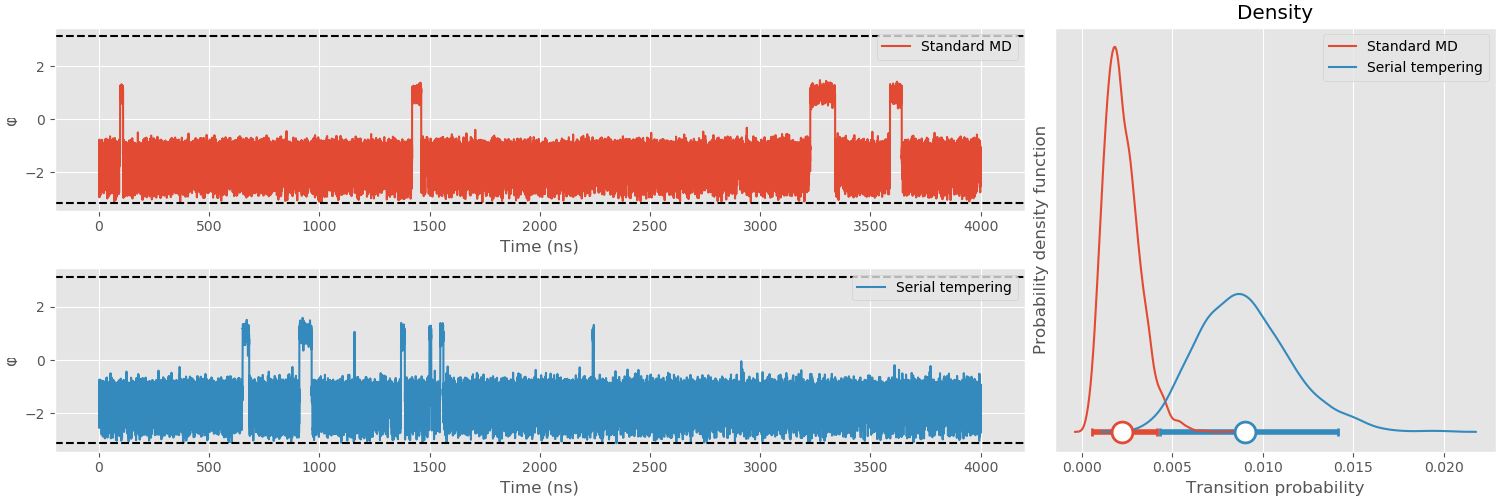 2
0
−2
φ
Standard MD
0 500 1000 1500 2000 2500 3000 3500 4000
Time (ns)
2
0
−2
φ
Serial tempering
0 500 1000 1500 2000 2500 3000 3500 4000
Time (ns)
Density
Probability density function
Standard MD
Serial tempering
0.000 0.005 0.010 0.015 0.020
Transition probability